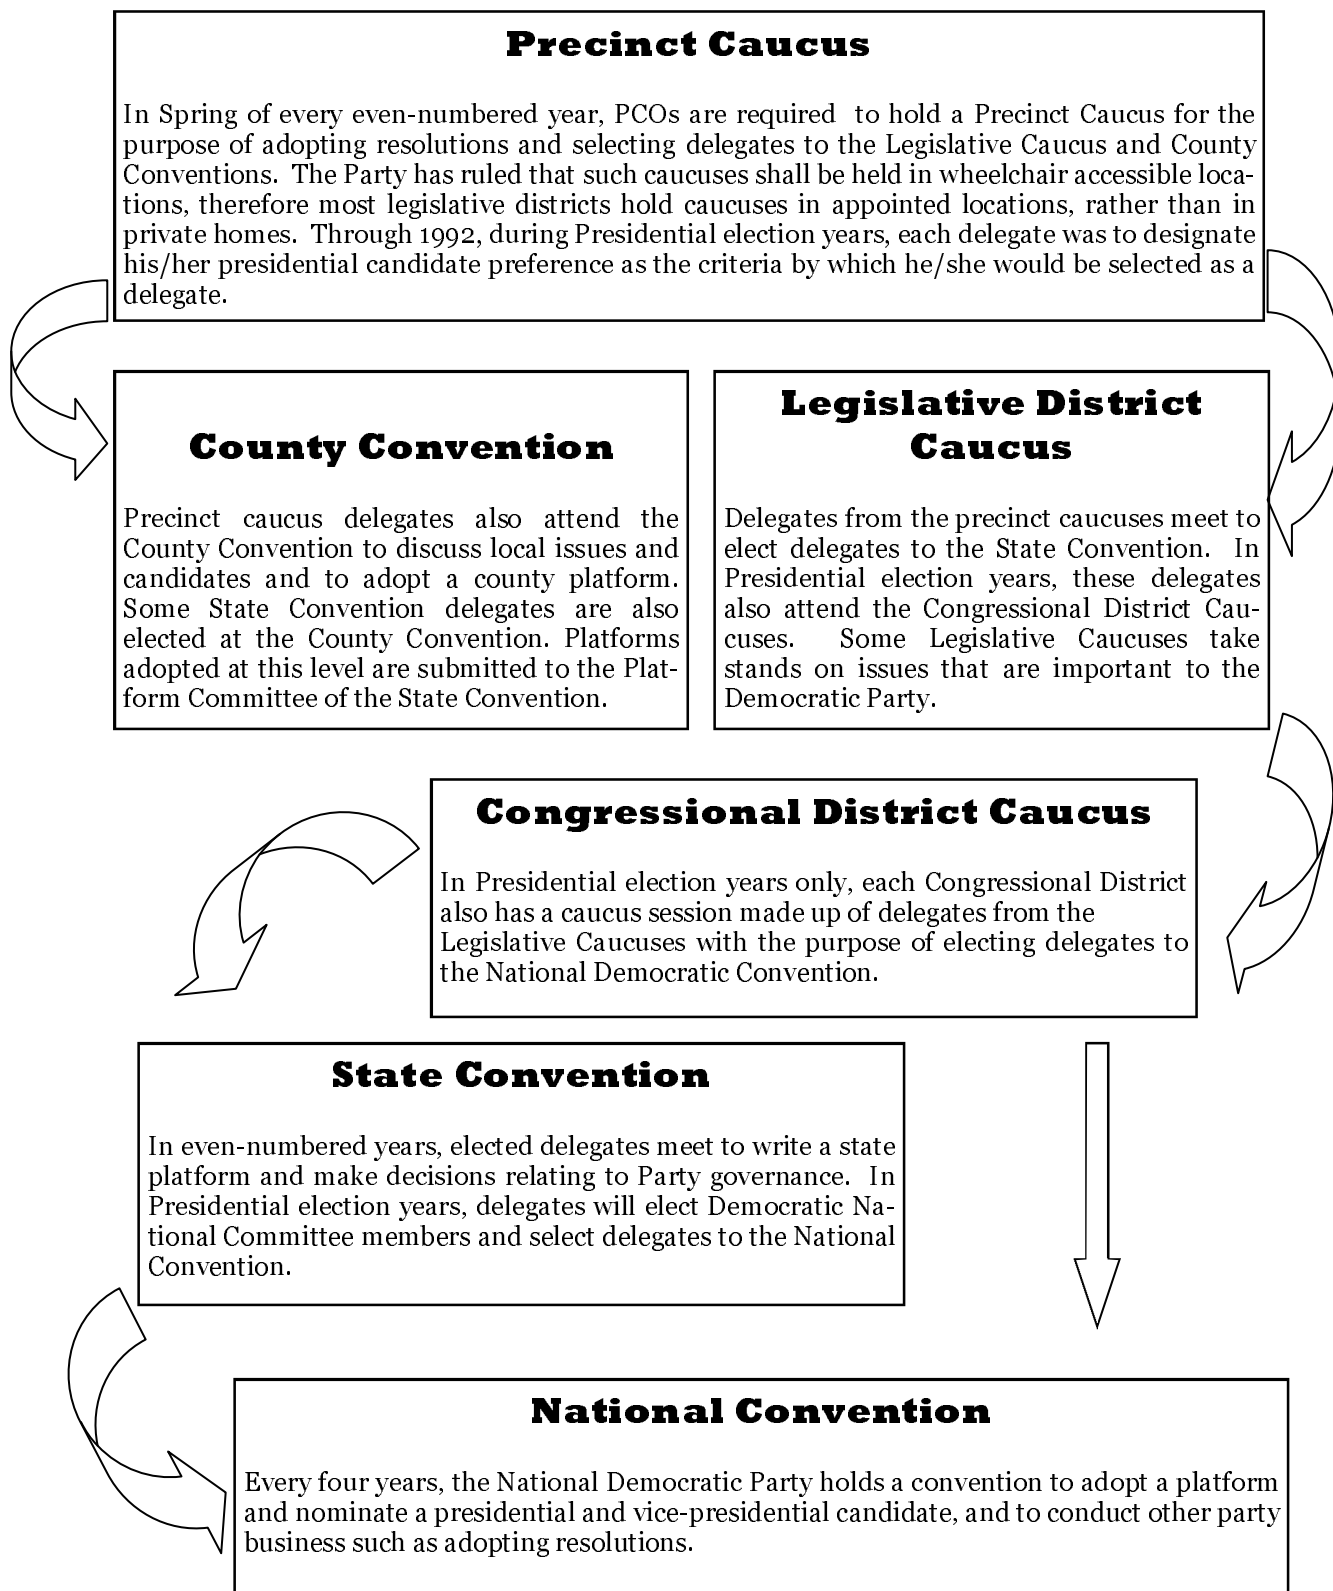 Precinct Caucus
In Spring of every even-numbered year, PCOs are required to hold a Precinct Caucus for the
purpose of adopting resolutions and selecting delegates to the Legislative Caucus and County
Conventions. The Party has ruled that such caucuses shall be held in wheelchair accessible loca-
tions, therefore most legislative districts hold caucuses in appointed locations, rather than in
private homes. Through 1992, during Presidential election years, each delegate was to designate
his/her presidential candidate preference as the criteria by which he/she would be selected as a
delegate.
County Convention
Precinct caucus delegates also attend the
County Convention to discuss local issues and
candidates and to adopt a county platform.
Some State Convention delegates are also
elected at the County Convention. Platforms
adopted at this level are submitted to the Plat-
form Committee of the State Convention.
Legislative District
Caucus
Delegates from the precinct caucuses meet to
elect delegates to the State Convention. In
Presidential election years, these delegates
also attend the Congressional District Cau-
cuses. Some Legislative Caucuses take
stands on issues that are important to the
Democratic Party.
Congressional District Caucus
In Presidential election years only, each Congressional District
also has a caucus session made up of delegates from the
Legislative Caucuses with the purpose of electing delegates to
the National Democratic Convention.
State Convention
In even-numbered years, elected delegates meet to write a state
platform and make decisions relating to Party governance. In
Presidential election years, delegates will elect Democratic Na-
tional Committee members and select delegates to the National
Convention.
National Convention
Every four years, the National Democratic Party holds a convention to adopt a platform
and nominate a presidential and vice-presidential candidate, and to conduct other party
business such as adopting resolutions.